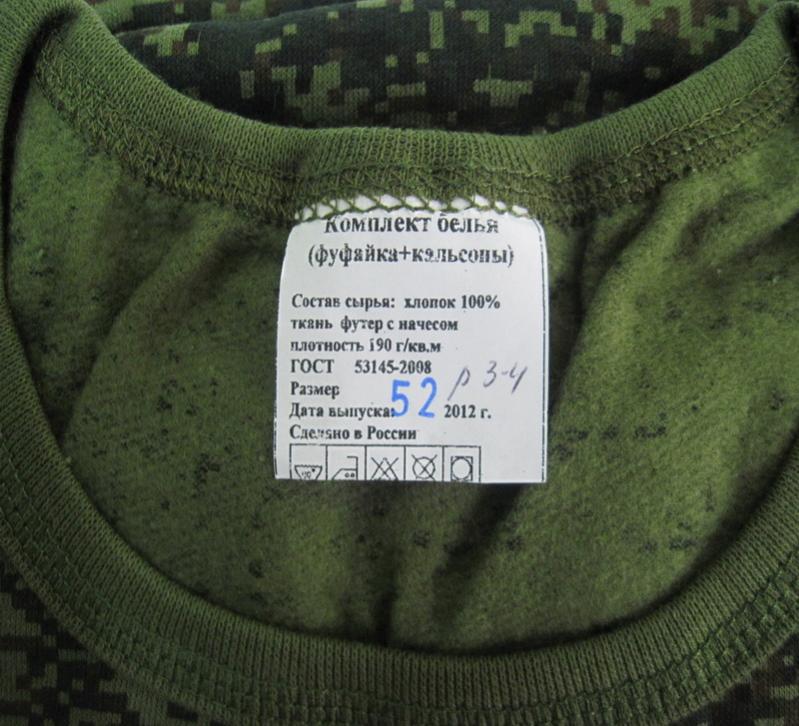 Комплект белья
(фуфайка+кальсоны)
Состав сырья: хлопок 100%
ткань футер с начесом
плотность 190 г/кв.м
ГОСТ 53145-2008
Размер 52 р 3-4
Дата выпуска: 2012 г.
Сделано в России